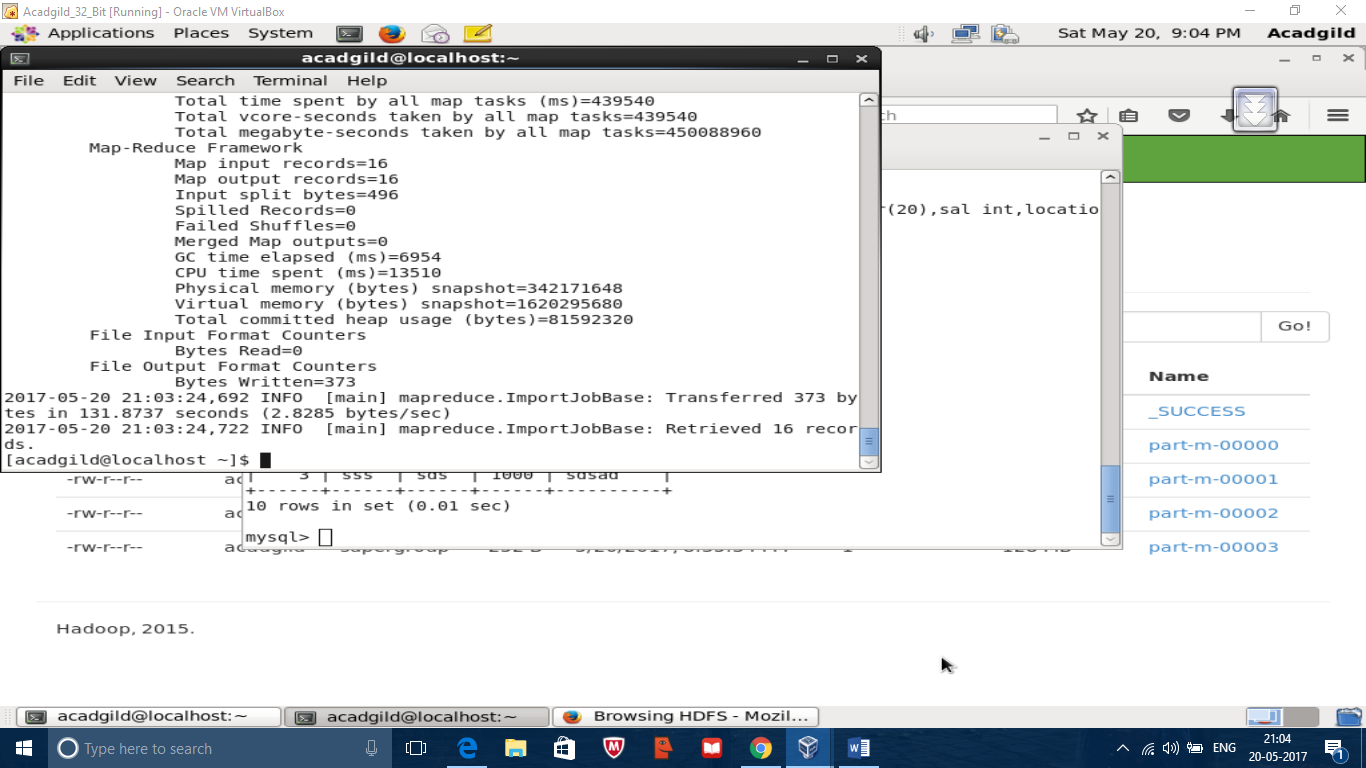 Acadgild_32_Bit [Running] - Oracle VM VirtualBox
Applications Places System Sat May 20, 9:04 PM Acadgild
acadgild@localhost:~
File Edit View Search Terminal Help
Total time spent by all map tasks (ms)=439540
Total vcore-seconds taken by all map tasks=439540
Total megabyte-seconds taken by all map tasks=450088960
Map-Reduce Framework
Map input records=16
Map output records=16
Input split bytes=496
Spilled Records=0
Failed Shuffles=0
Merged Map outputs=0
GC time elapsed (ms)=6954
CPU time spent (ms)=13510
Physical memory (bytes) snapshot=342171648
Virtual memory (bytes) snapshot=1620295680
Total committed heap usage (bytes)=81592320
File Input Format Counters
Bytes Read=0
File Output Format Counters
Bytes Written=373
2017-05-20 21:03:24,692 INFO [main] mapreduce.ImportJobBase: Transferred 373 by
tes in 131.8737 seconds (2.8285 bytes/sec)
2017-05-20 21:03:24,722 INFO [main] mapreduce.ImportJobBase: Retrieved 16 recor
ds.
[acadgild@localhost ~]$
ch
r(20),sal int,locatio
Go!
Name
_SUCCESS
part-m-00000
-rw-r--r-- ac part-m-00001
-rw-r--r-- ac part-m-00002
-rw-r--r-- part-m-00003
| 3 | sss | sds | 1000 | sdsad |
+------+------+------+------+----------+
10 rows in set (0.01 sec)
mysql>
Hadoop, 2015.
acadgild@localhost:~ acadgild@localhost:~ Browsing HDFS - Mozil...
Type here to search ENG 21:04
20-05-2017
1